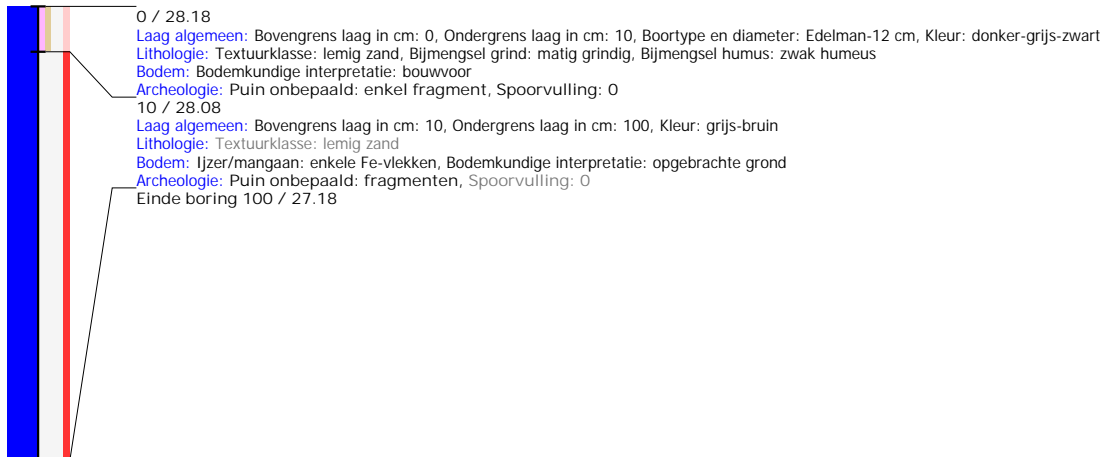 0 / 28.18
Laag algemeen: Bovengrens laag in cm: 0, Ondergrens laag in cm: 10, Boortype en diameter: Edelman-12 cm, Kleur: donker-grijs-zwart
Lithologie: Textuurklasse: lemig zand, Bijmengsel grind: matig grindig, Bijmengsel humus: zwak humeus
Bodem: Bodemkundige interpretatie: bouwvoor
Archeologie: Puin onbepaald: enkel fragment, Spoorvulling: 0
10 / 28.08
Laag algemeen: Bovengrens laag in cm: 10, Ondergrens laag in cm: 100, Kleur: grijs-bruin
Lithologie: Textuurklasse: lemig zand
Bodem: Ijzer/mangaan: enkele Fe-vlekken, Bodemkundige interpretatie: opgebrachte grond
Archeologie: Puin onbepaald: fragmenten, Spoorvulling: 0
Einde boring 100 / 27.18